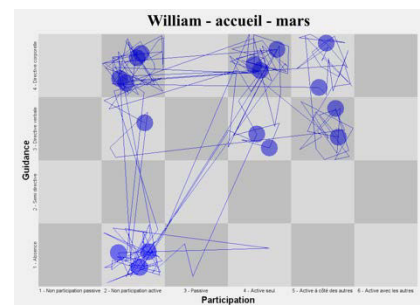 William - accueil - mars
4 - Directive corporelle
3 - Directive verbale
2 - Semi directive
1 - Absence
Guidance
1 - Non participation passive
2 - Non participation active
3 - Passive
4 - Active seul
5 - Active à côté des autres
6 - Active avec les autres
Participation